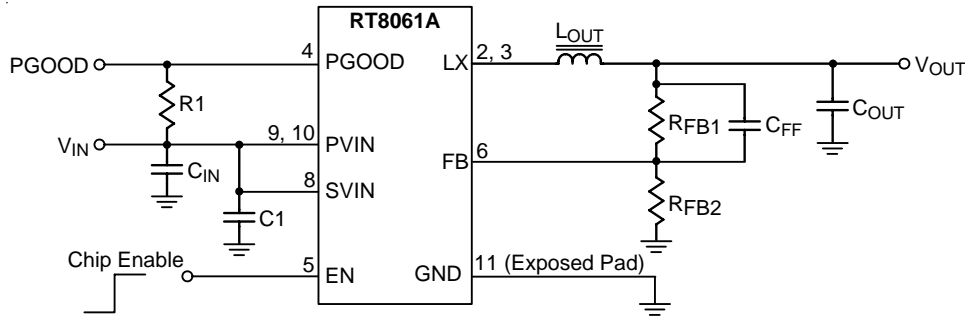 RT8061A
PGOOD
4
PGOOD
LX
2, 3
LOUT
VOUT
R1
RFB1
CFF
COUT
VIN
9, 10
PVIN
FB
6
CIN
8
SVIN
C1
RFB2
Chip Enable
5
EN
GND
11 (Exposed Pad)